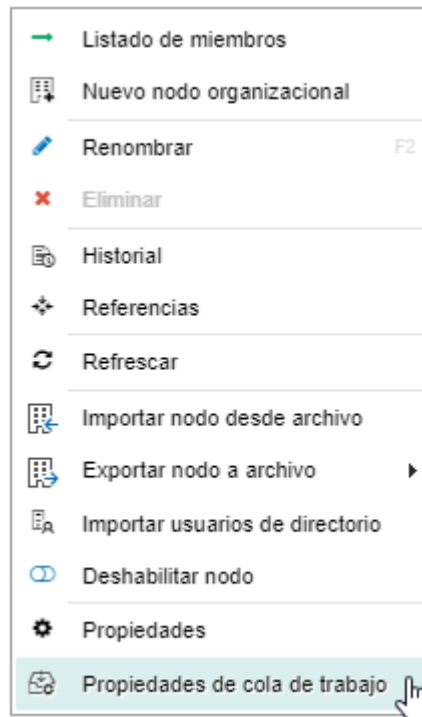 Listado de miembros
Nuevo nodo organizacional
Renombrar F2
Eliminar
Historial
Referencias
Refrescar
Importar nodo desde archivo
Exportar nodo a archivo
Importar usuarios de directorio
Deshabilitar nodo
Propiedades
Propiedades de cola de trabajo